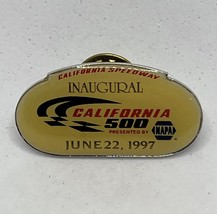 CALIFORNIA SPEEDWAY
INAUGURAL
CALIFORNIA
500
PRESENTED BY NAPA
JUNE 22, 1997